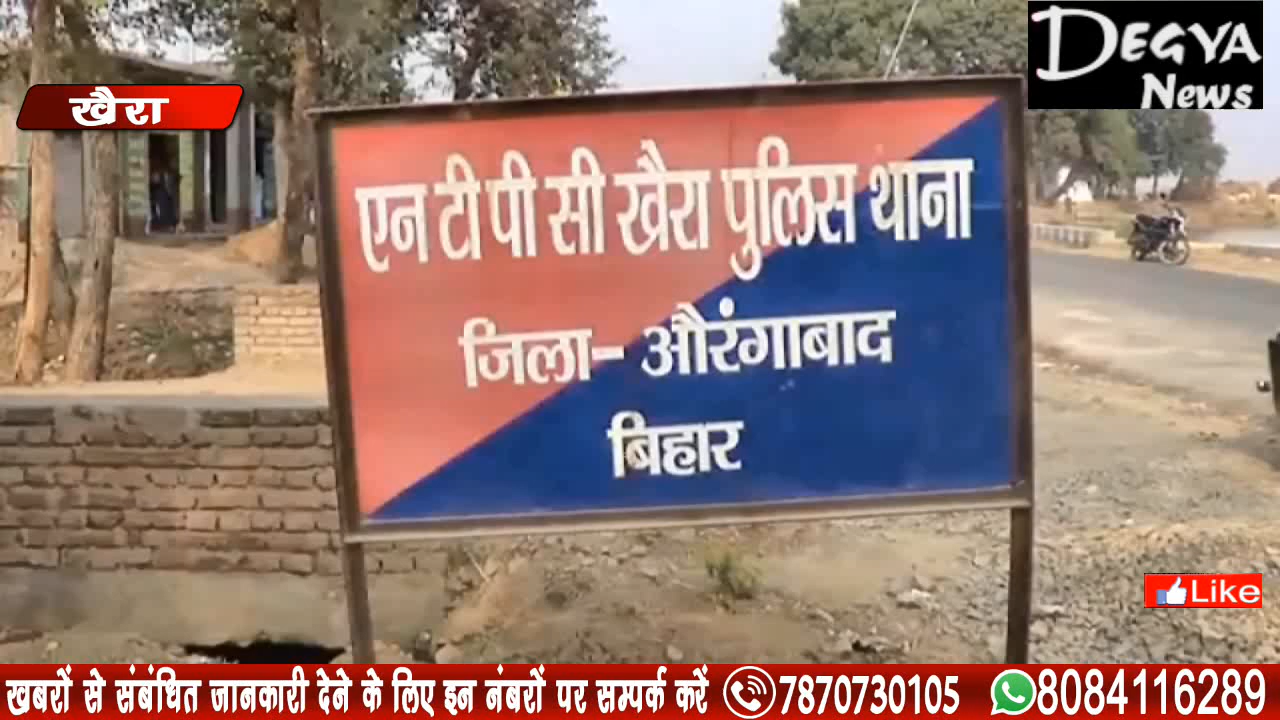 DEGYA
News
खैरा
एन टी पी सी खैरा पुलिस थाना
जिला- औरंगाबाद
बिहार
Like
खबरों से संबंधित जानकारी देने के लिए इन नंबरों पर सम्पर्क करें 7870730105 8084116289